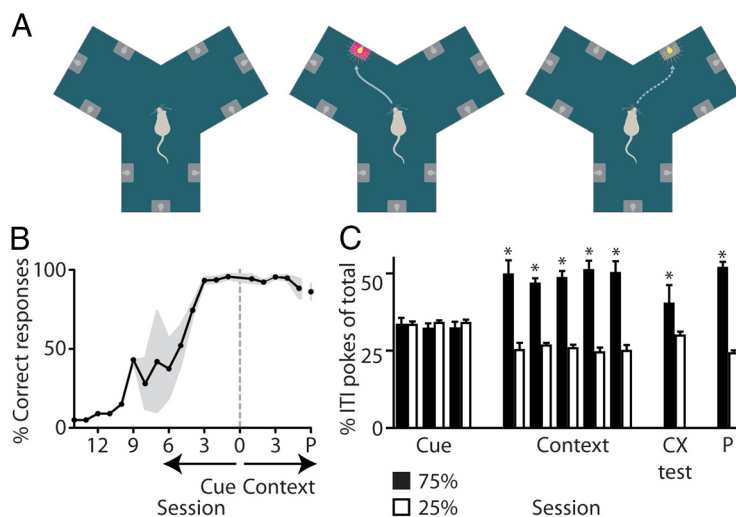 A
B
% Correct responses
100
50
0
12 9 6 3 0 3 P
Cue Context
Session
C
% ITI pokes of total
50
25
0
* * * * * * *
Cue Context CX test P
75%
25%
Session